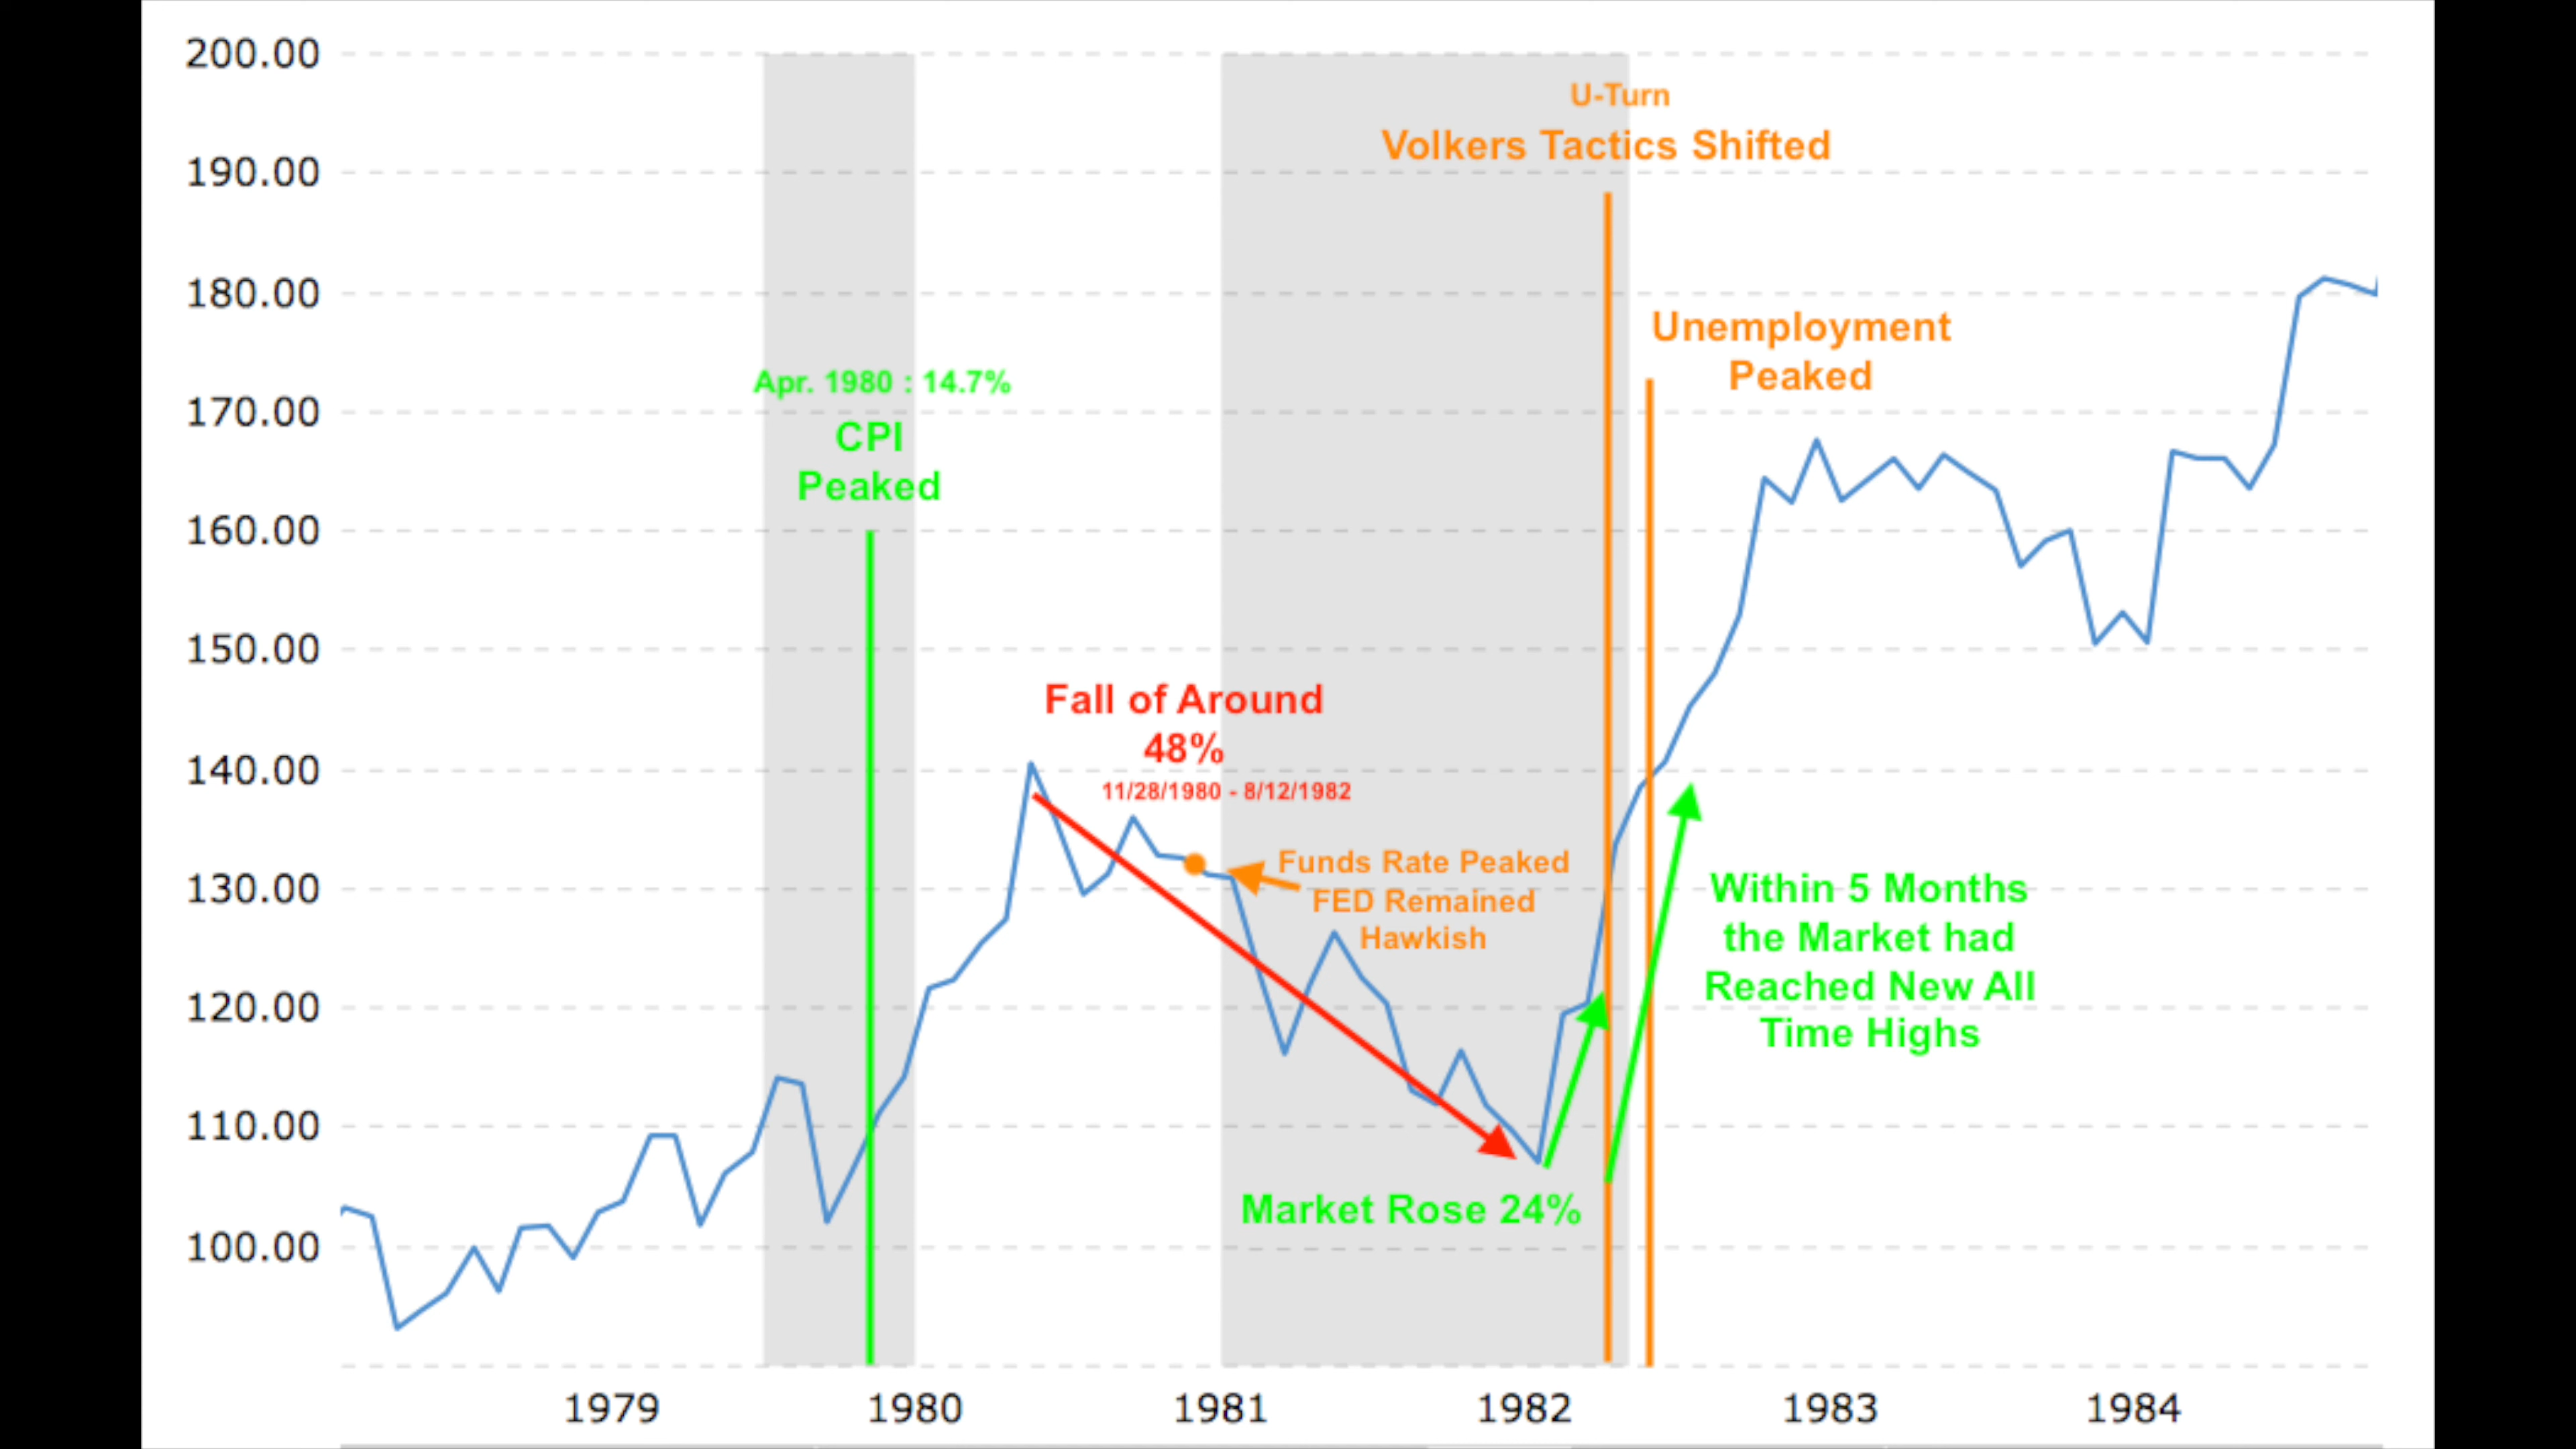 200.00
190.00
180.00
170.00
160.00
150.00
140.00
130.00
120.00
110.00
100.00
U-Turn
Volkers Tactics Shifted
Unemployment
Peaked
Apr. 1980 : 14.7%
CPI
Peaked
Fall of Around
48%
11/28/1980 - 8/12/1982
Funds Rate Peaked
FED Remained
Hawkish
Within 5 Months
the Market had
Reached New All
Time Highs
Market Rose 24%
1979
1980
1981
1982
1983
1984